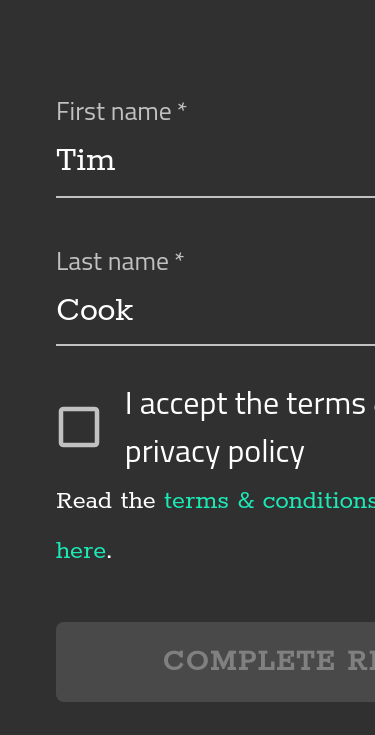 First name *
Tim
Last name *
Cook
I accept the terms
privacy policy
Read the terms & conditions
here.
COMPLETE